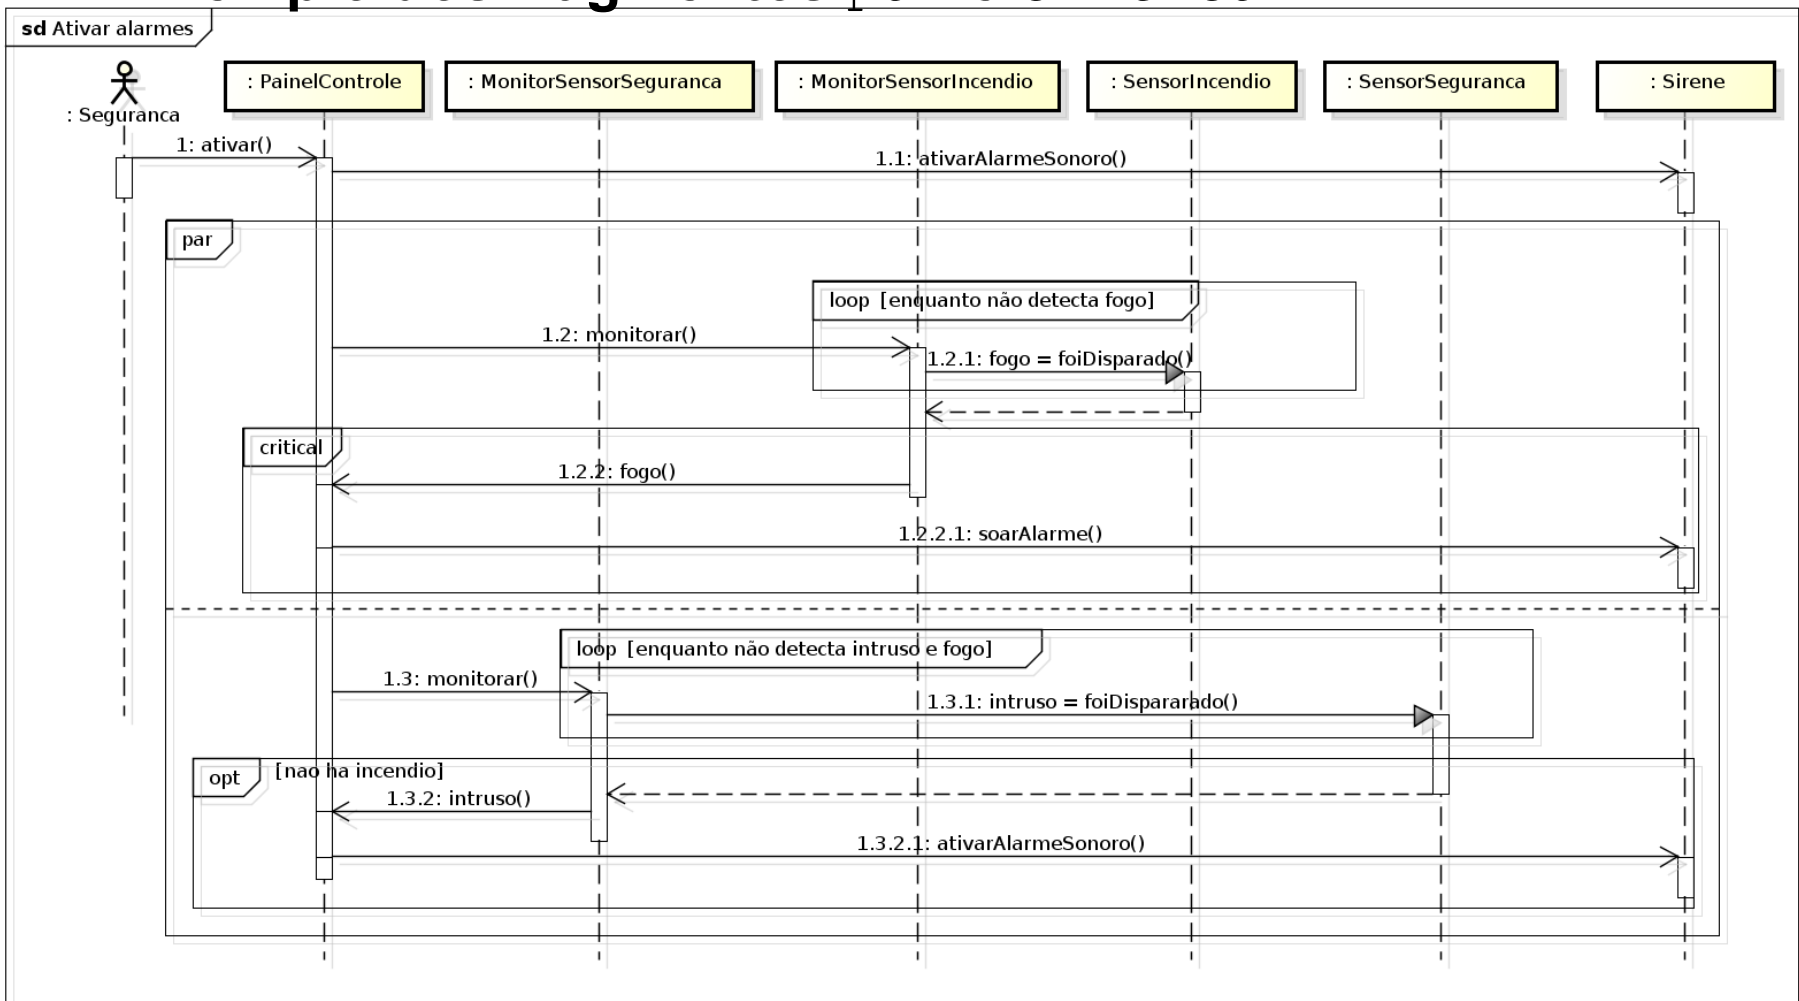 sd Ativar alarmes
: Seguranca
: PainelControle
: MonitorSensorSeguranca
: MonitorSensorIncendio
: SensorIncendio
: SensorSeguranca
: Sirene
1: ativar()
1.1: ativarAlarmeSonoro()
par
loop [enquanto não detecta fogo]
1.2: monitorar()
1.2.1: fogo = foiDisparado()
critical
1.2.2: fogo()
1.2.2.1: soarAlarme()
loop [enquanto não detecta intruso e fogo]
1.3: monitorar()
1.3.1: intruso = foiDispararado()
opt [nao ha incendio]
1.3.2: intruso()
1.3.2.1: ativarAlarmeSonoro()